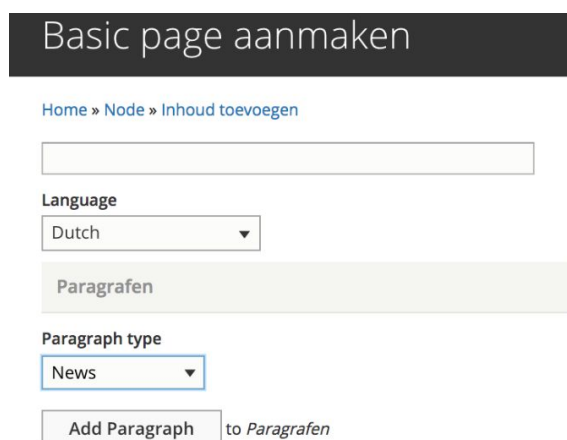 Basic page aanmaken
Home » Node » Inhoud toevoegen
Language
Dutch
Paragrafen
Paragraph type
News
Add Paragraph to Paragrafen